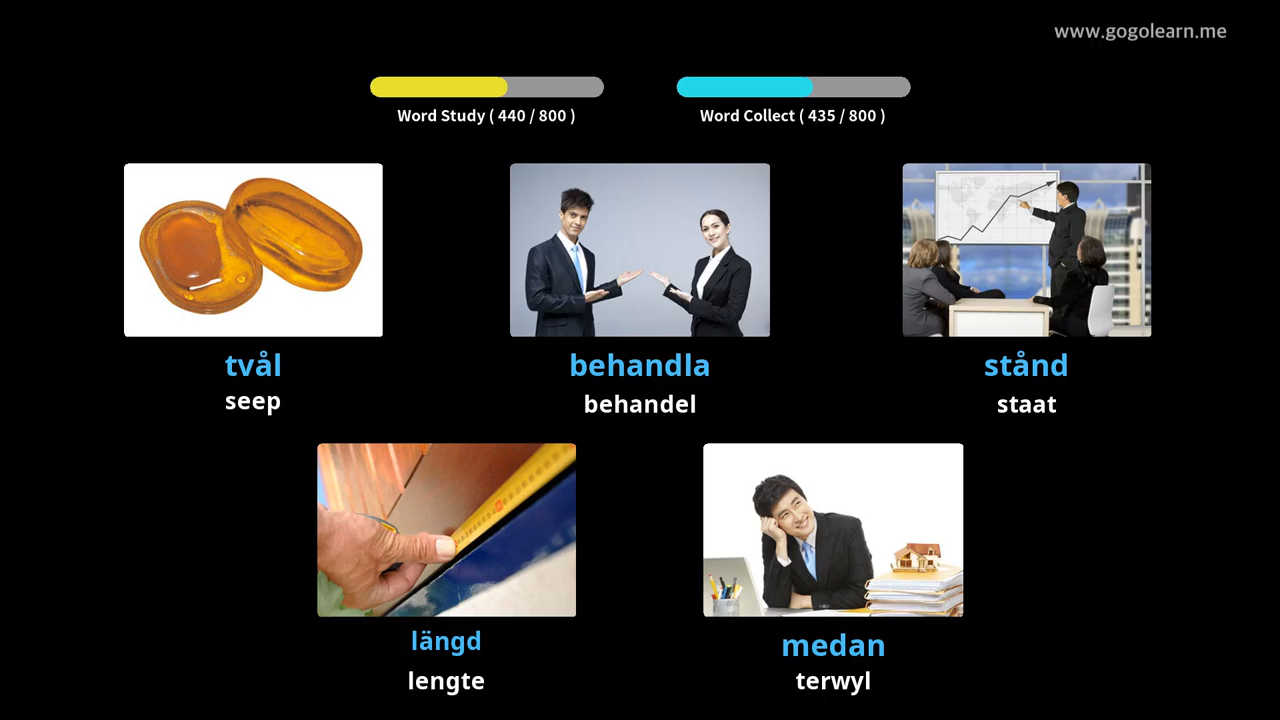 www.gogolearn.me
Word Study ( 440 / 800 )
Word Collect ( 435 / 800 )
tvål
seep
behandla
behandel
stånd
staat
längd
lengte
medan
terwyl